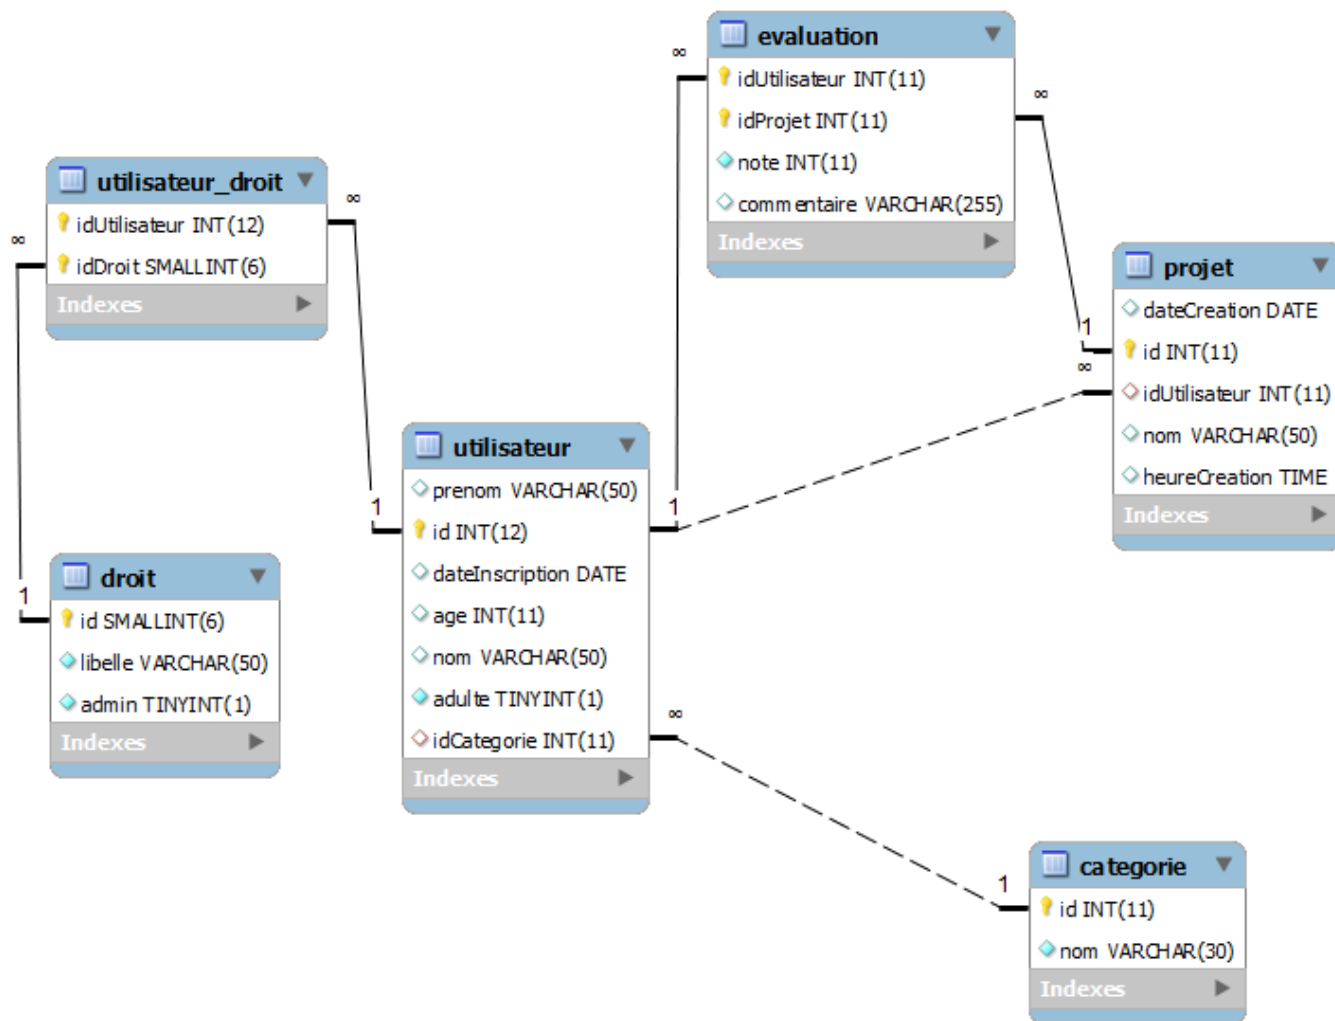 evaluation
idUtilisateur INT(11)
idProjet INT(11)
note INT(11)
commentaire VARCHAR(255)
Indexes
∞
∞
utilisateur_droit
idUtilisateur INT(12)
idDroit SMALLINT(6)
Indexes
∞
∞
projet
dateCreation DATE
id INT(11)
idUtilisateur INT(11)
nom VARCHAR(50)
heureCreation TIME
Indexes
1
∞
utilisateur
prenom VARCHAR(50)
id INT(12)
dateInscription DATE
age INT(11)
nom VARCHAR(50)
adulte TINYINT(1)
idCategorie INT(11)
Indexes
1
1
∞
droit
id SMALLINT(6)
libelle VARCHAR(50)
admin TINYINT(1)
Indexes
1
categorie
id INT(11)
nom VARCHAR(30)
Indexes
1